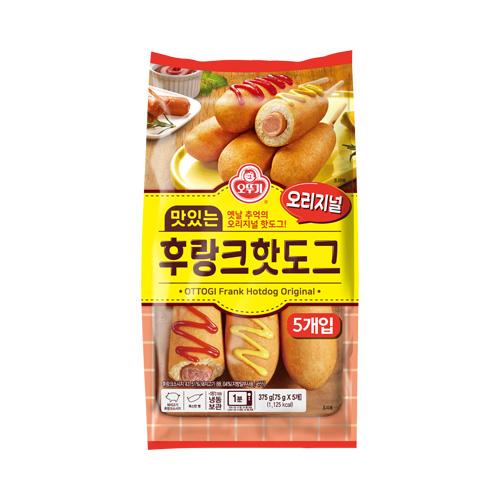 오뚜기
오리지널
맛있는
옛날 추억의
오리지널 핫도그!
후랑크핫도그
• OTTOGI Frank Hotdog Original •
5개입
냉동
보관
1분
375 g(75 g X 5개)
(1,125 kcal)